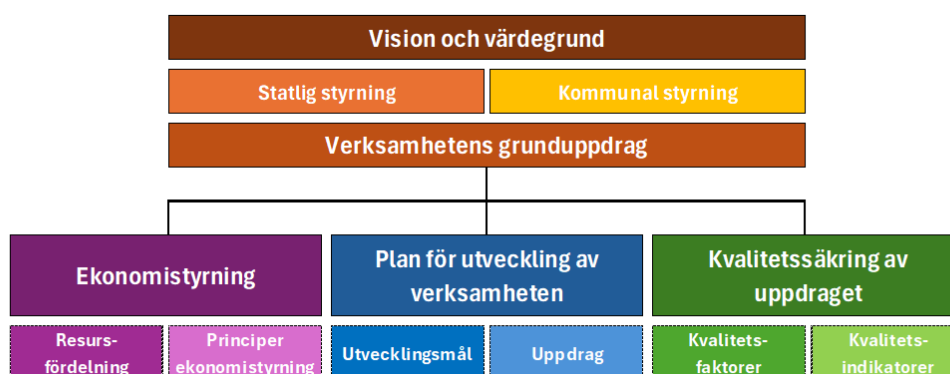 Vision och värdegrund
Statlig styrning
Kommunal styrning
Verksamhetens grunduppdrag
Ekonomistyrning
Plan för utveckling av
verksamheten
Kvalitetssäkring av
uppdraget
Resurs-
fördelning
Principer
ekonomistyrning
Utvecklingsmål
Uppdrag
Kvalitets-
faktorer
Kvalitets-
indikatorer